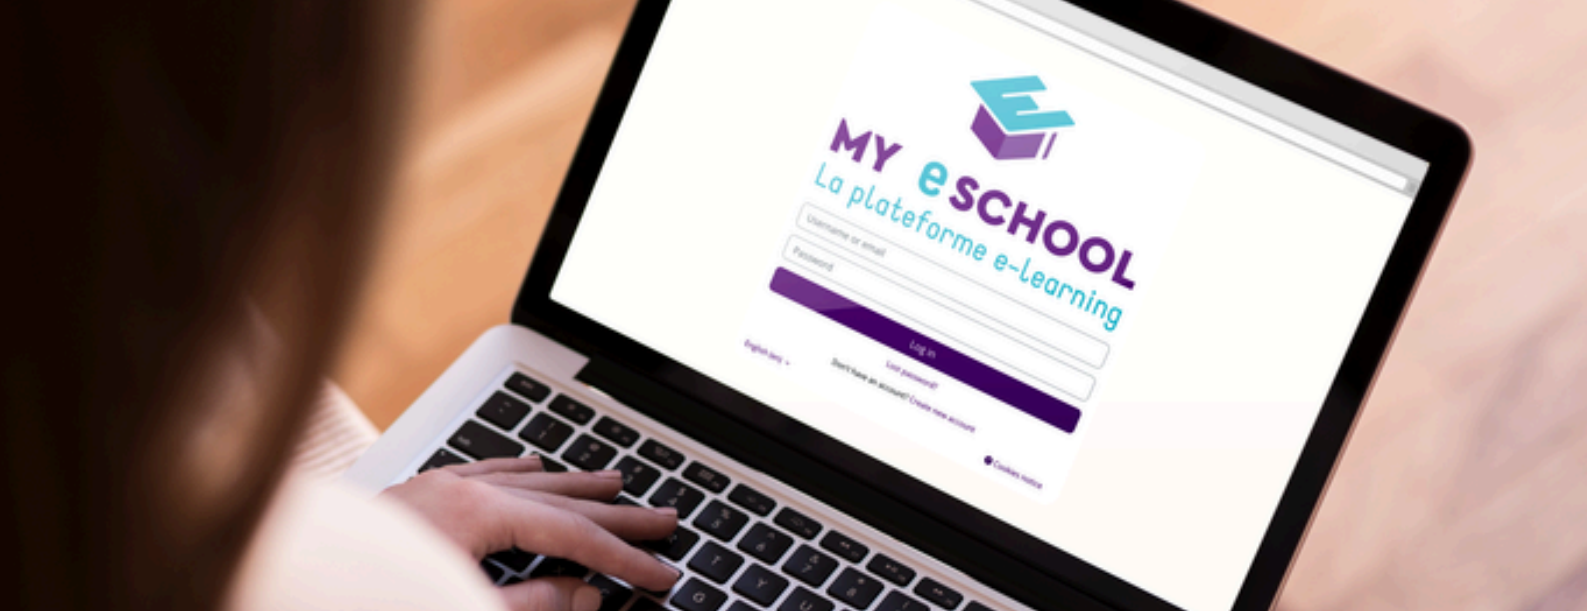 MY eSCHOOL
La plateforme e-learning
Username or email
Password
Log in
Lost password?
Don't have an account? Create new account
English (en)
Cookies notice